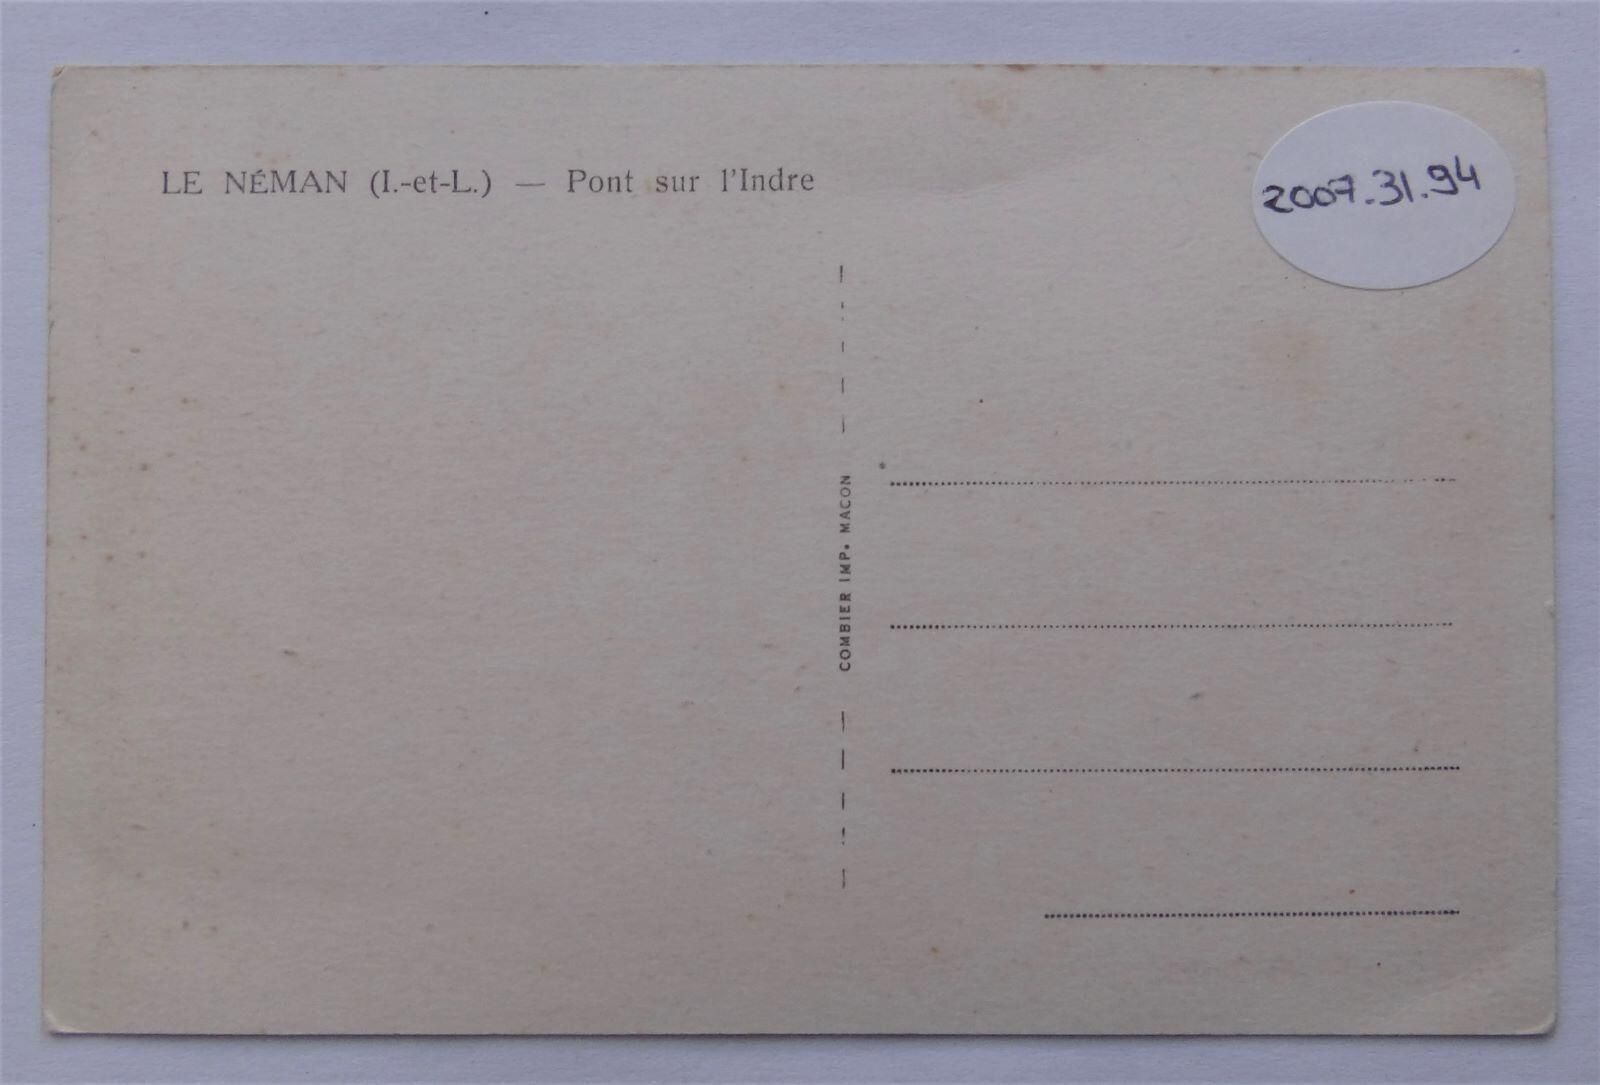 LE NÉMAN (I.-et-L.) — Pont sur l'Indre
2007.31.94
COMBIER IMP. MACON